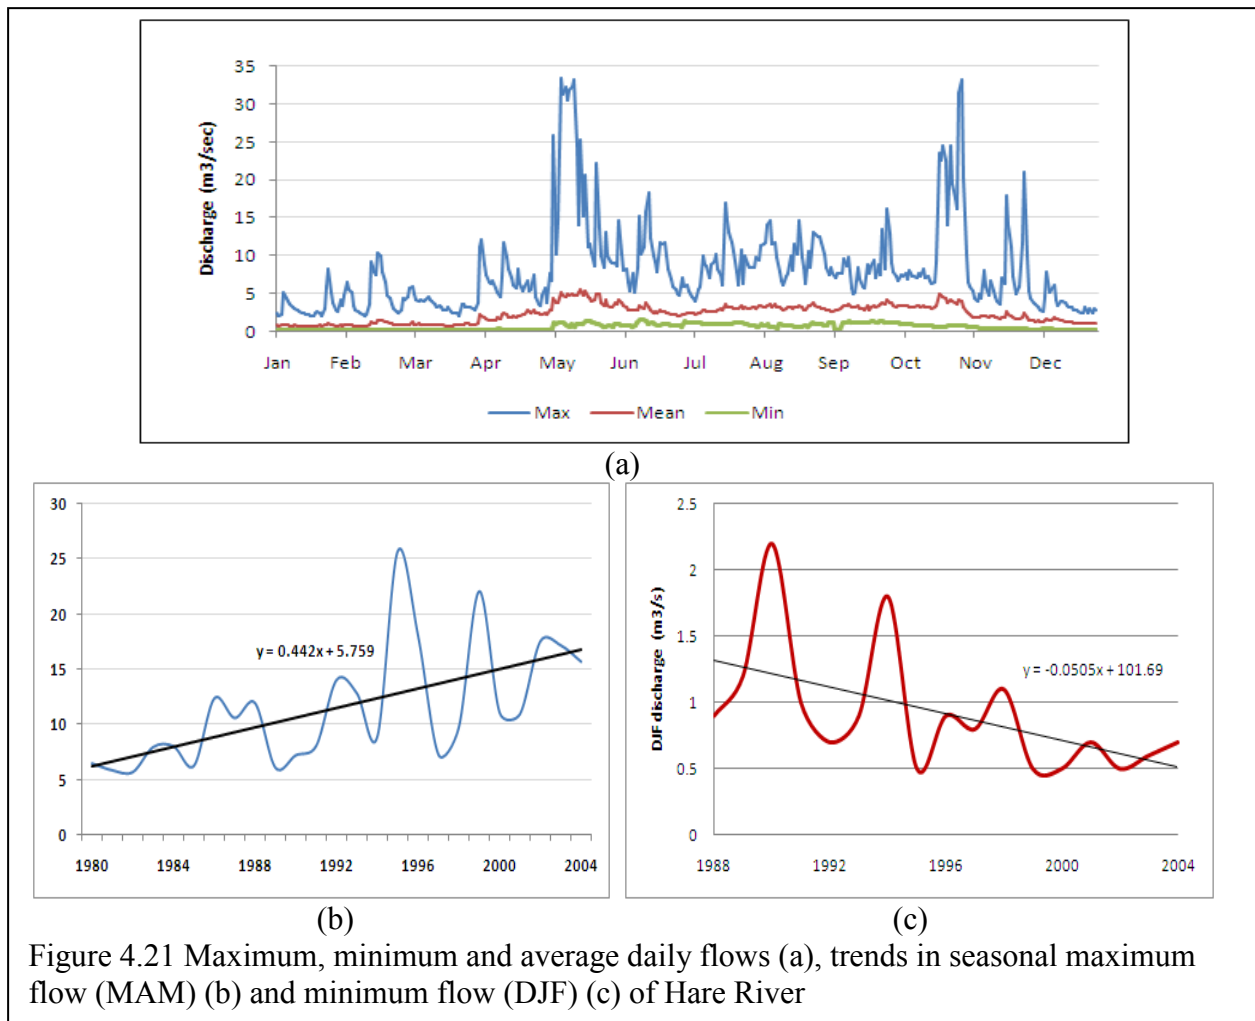 35
30
25
20
15
10
5
0
Discharge (m3/sec)
Jan Feb Mar Apr May Jun Jul Aug Sep Oct Nov Dec
Max Mean Min
(a)
30
25
20
15
10
5
0
y = 0.442x + 5.759
1980 1984 1988 1992 1996 2000 2004
(b)
2.5
2
1.5
1
0.5
0
DJF discharge (m3/s)
y = -0.0505x + 101.69
1988 1992 1996 2000 2004
(c)
Figure 4.21 Maximum, minimum and average daily flows (a), trends in seasonal maximum
flow (MAM) (b) and minimum flow (DJF) (c) of Hare River